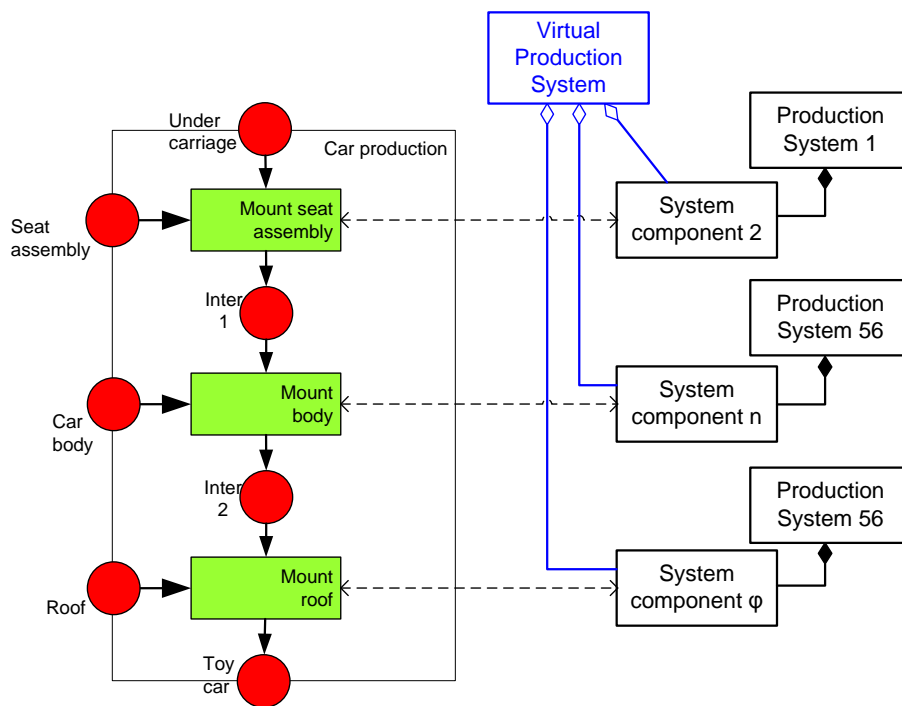 Virtual
Production
System
Under
carriage
Car production
Production
System 1
Mount seat
assembly
System
component 2
Seat
assembly
Inter
1
Production
System 56
Mount
body
System
component n
Car
body
Inter
2
Production
System 56
Mount
roof
System
component φ
Roof
Toy
car